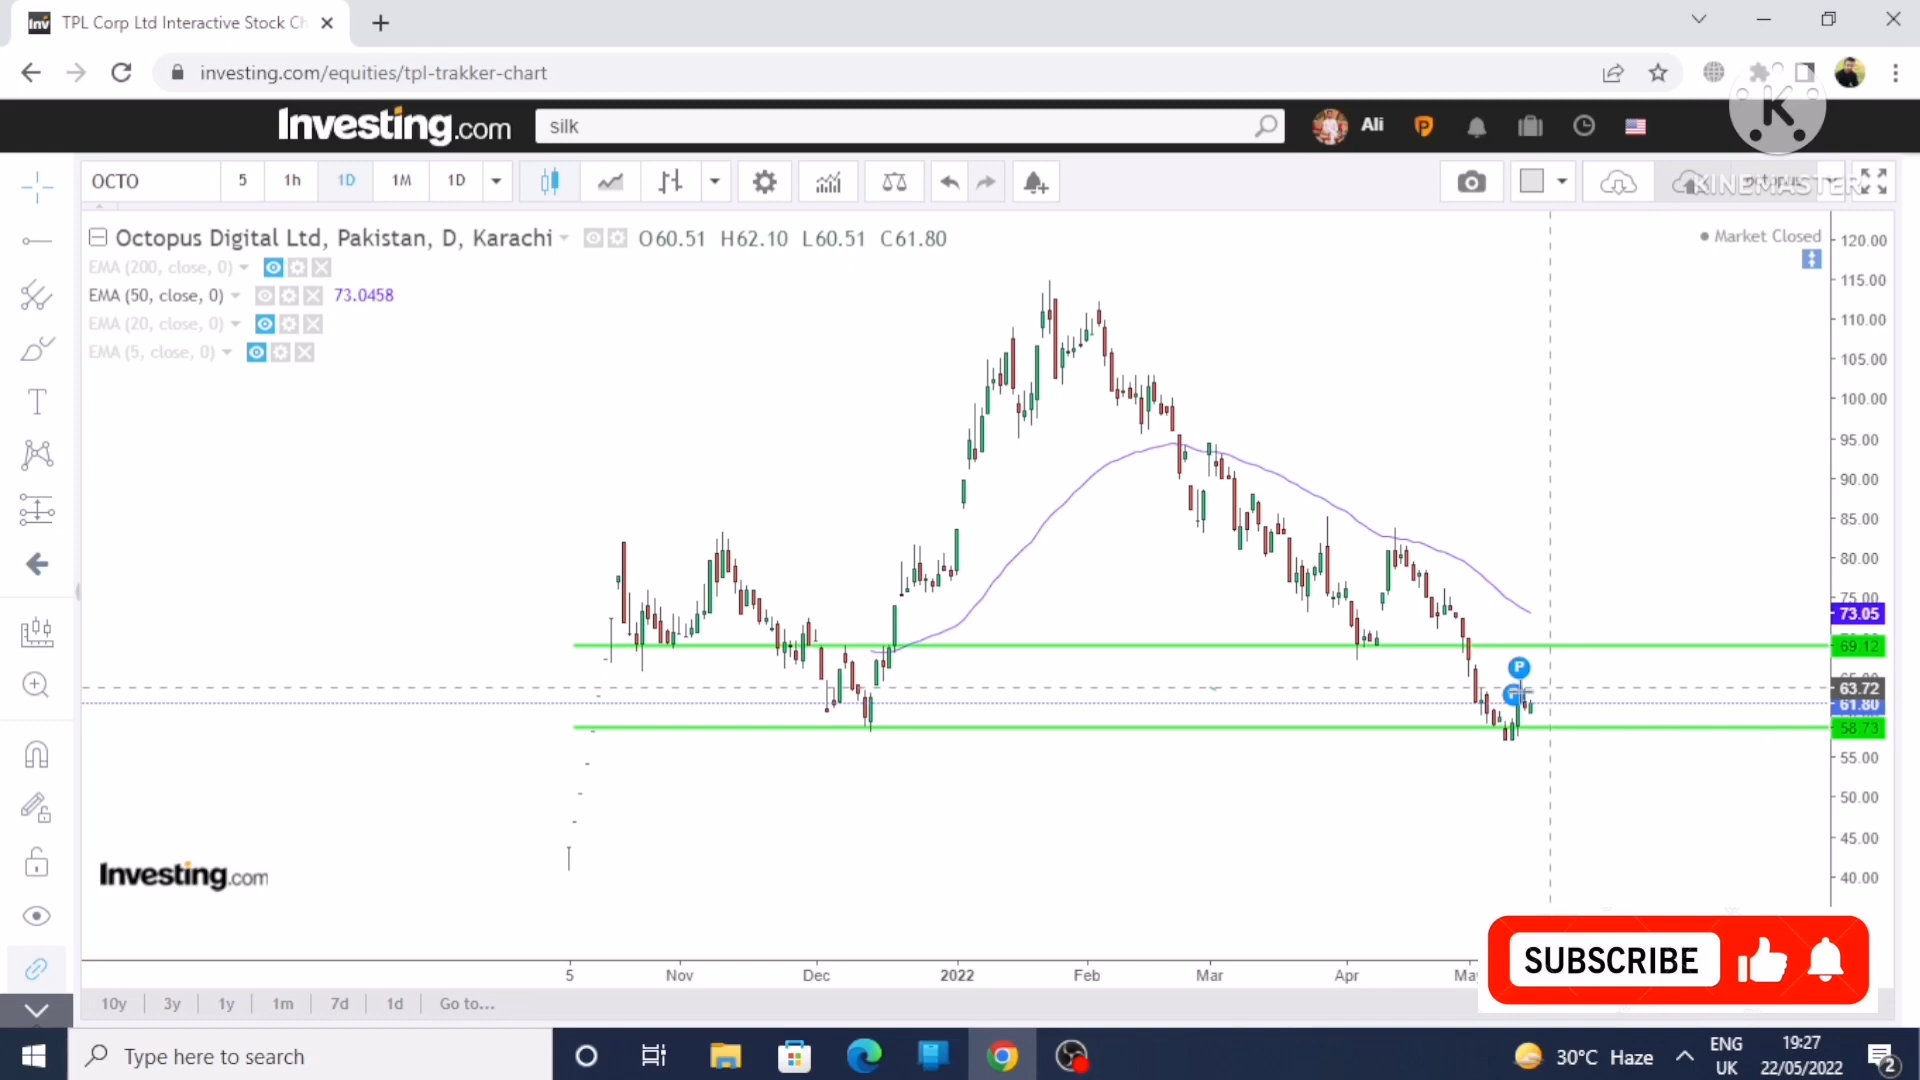 inv TPL Corp Ltd Interactive Stock Ch
investing.com/equities/tpl-trakker-chart
Investing.com
silk
Ali
P
K
KINEMASTER
OCTO 5 1h 1D 1M 1D
Octopus Digital Ltd, Pakistan, D, Karachi O60.51 H62.10 L60.51 C61.80
Market Closed
EMA (200, close, 0)
EMA (50, close, 0) 73.0458
EMA (20, close, 0)
EMA (5, close, 0)
T
120.00
115.00
110.00
105.00
100.00
95.00
90.00
85.00
80.00
75.00
73.05
69.12
63.72
61.80
58.73
55.00
50.00
45.00
40.00
P
Investing.com
5 Nov Dec 2022 Feb Mar Apr
10y 3y 1y 1m 7d 1d Go to...
SUBSCRIBE
Type here to search
30°C Haze
ENG
UK
19:27
22/05/2022
2